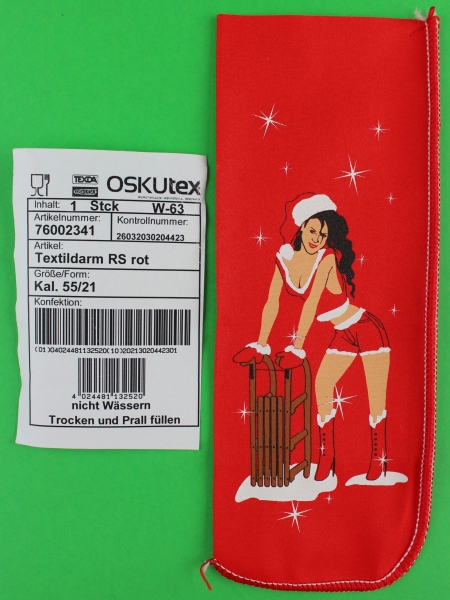 TEXDA
OSKUtex
Inhalt: 1 Stck W-63
Artikelnummer: Kontrollnummer:
76002341 26032030204423
Artikel:
Textildarm RS rot
Größe/Form:
Kal. 55/21
Konfektion:
(01)04024481132520(10)20213020442301
4 024481 132520
nicht Wässern
Trocken und Prall füllen